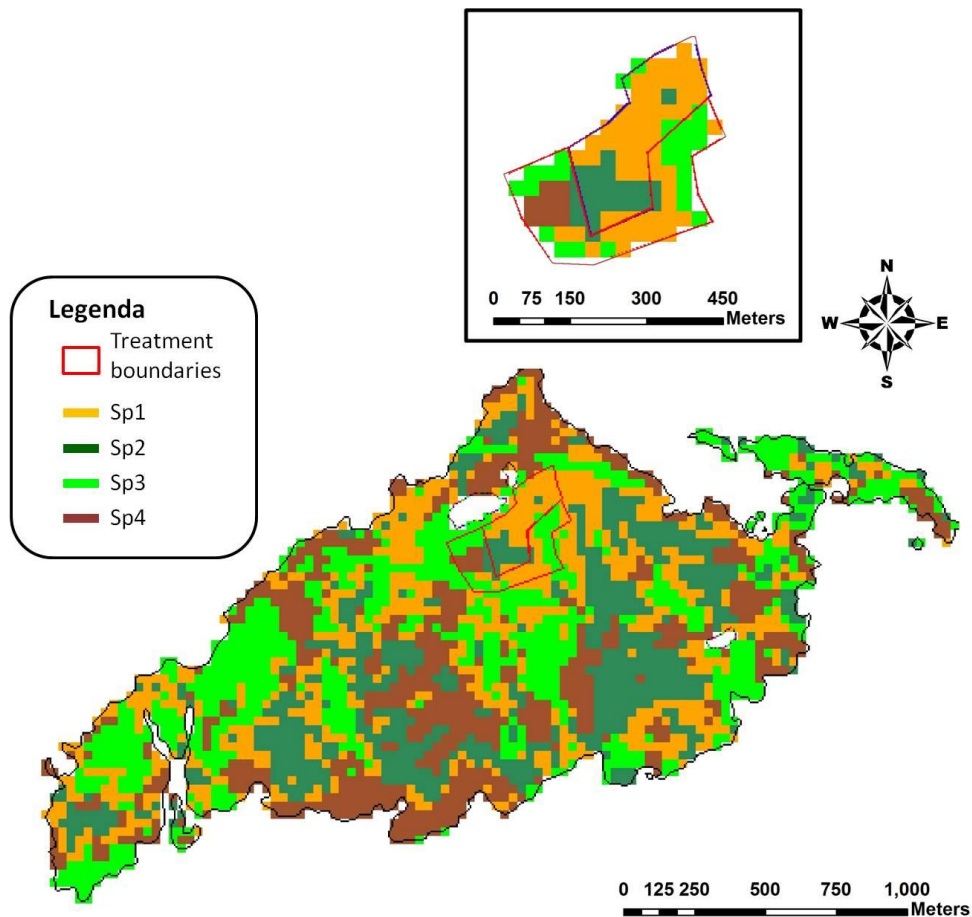 0 75 150 300 450
Meters
N
W E
S
Legenda
Treatment
boundaries
Sp1
Sp2
Sp3
Sp4
0 125 250 500 750 1,000
Meters